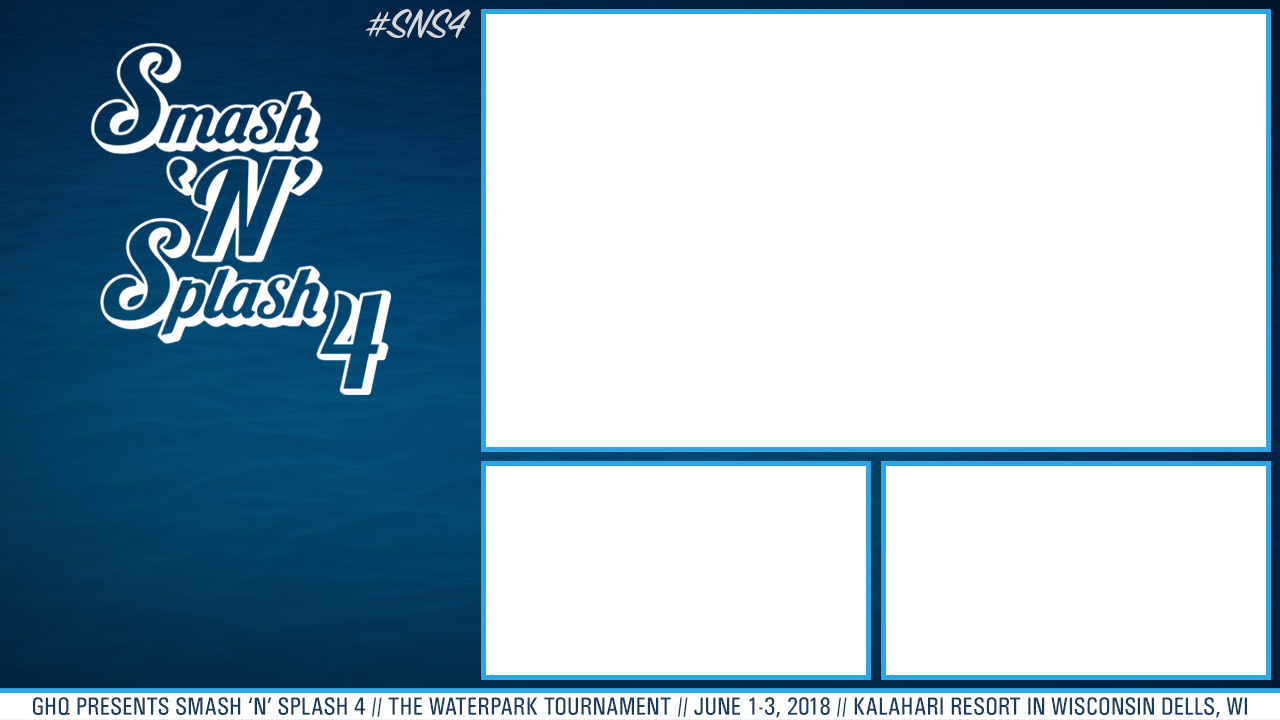 #SNS4
Smash
‘N’
Splash
4
GHQ PRESENTS SMASH ‘N’ SPLASH 4 // THE WATERPARK TOURNAMENT // JUNE 1-3, 2018 // KALAHARI RESORT IN WISCONSIN DELLS, WI